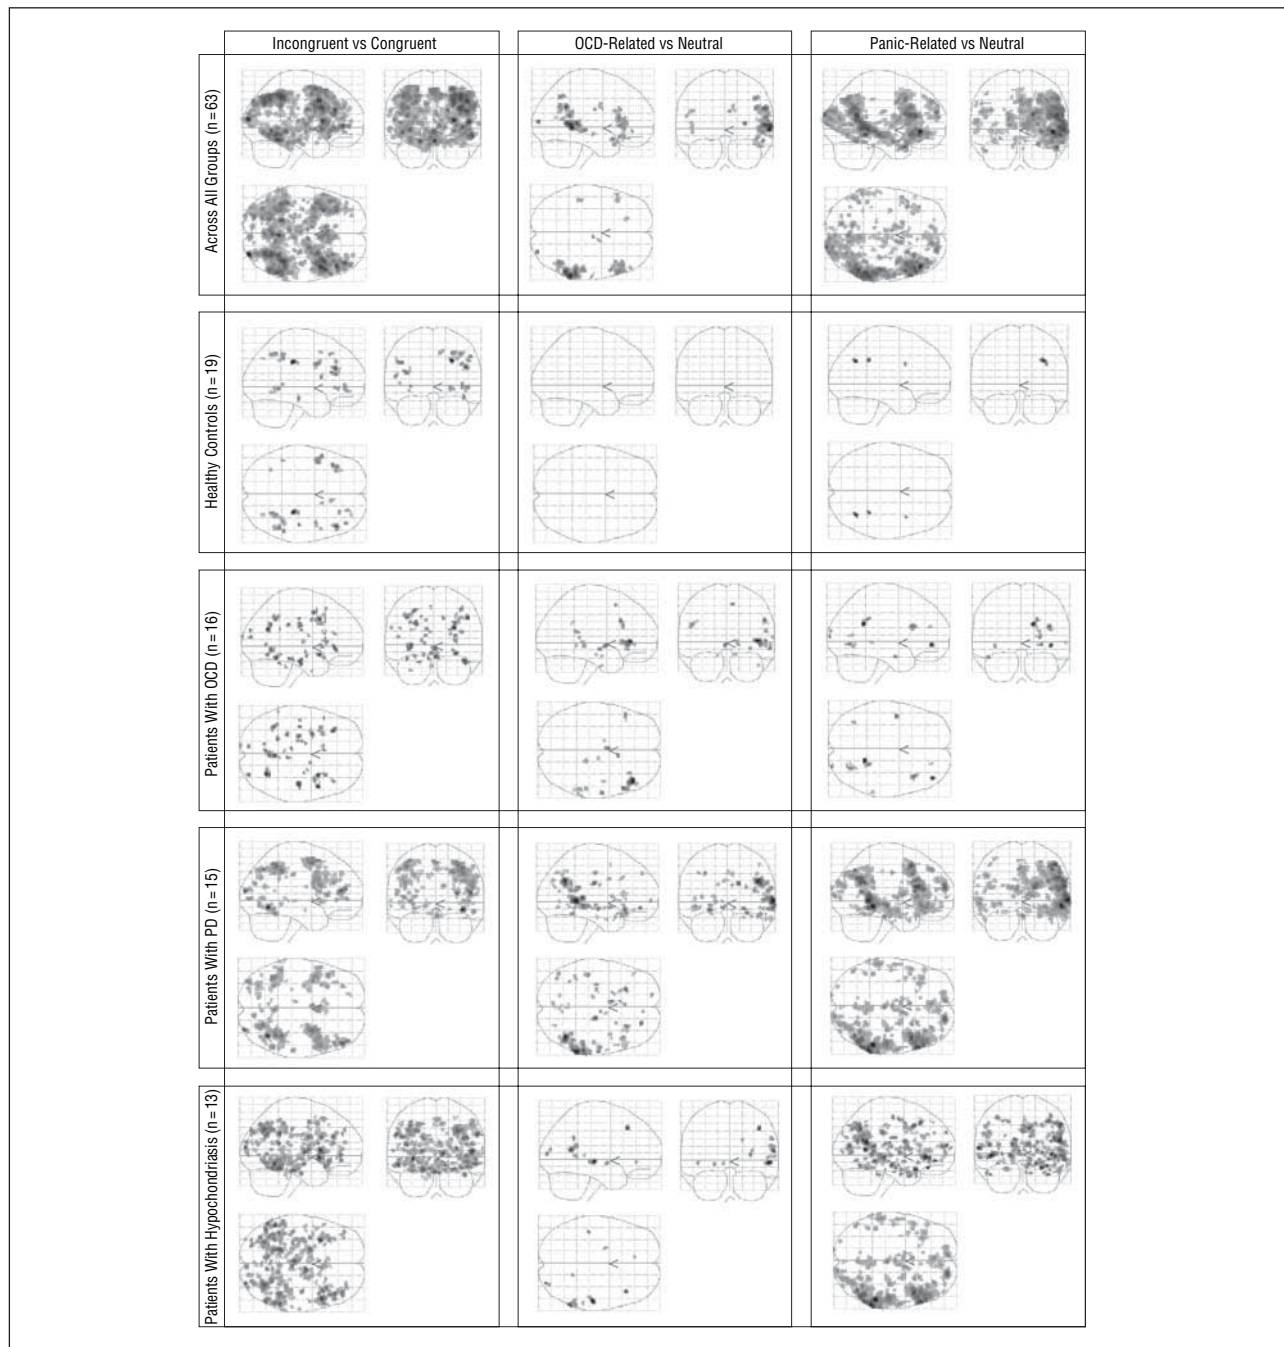 Incongruent vs Congruent
OCD-Related vs Neutral
Panic-Related vs Neutral
Across All Groups (n = 63)
Healthy Controls (n = 19)
Patients With OCD (n = 16)
Patients With PD (n = 15)
Patients With Hypochondriasis (n = 13)